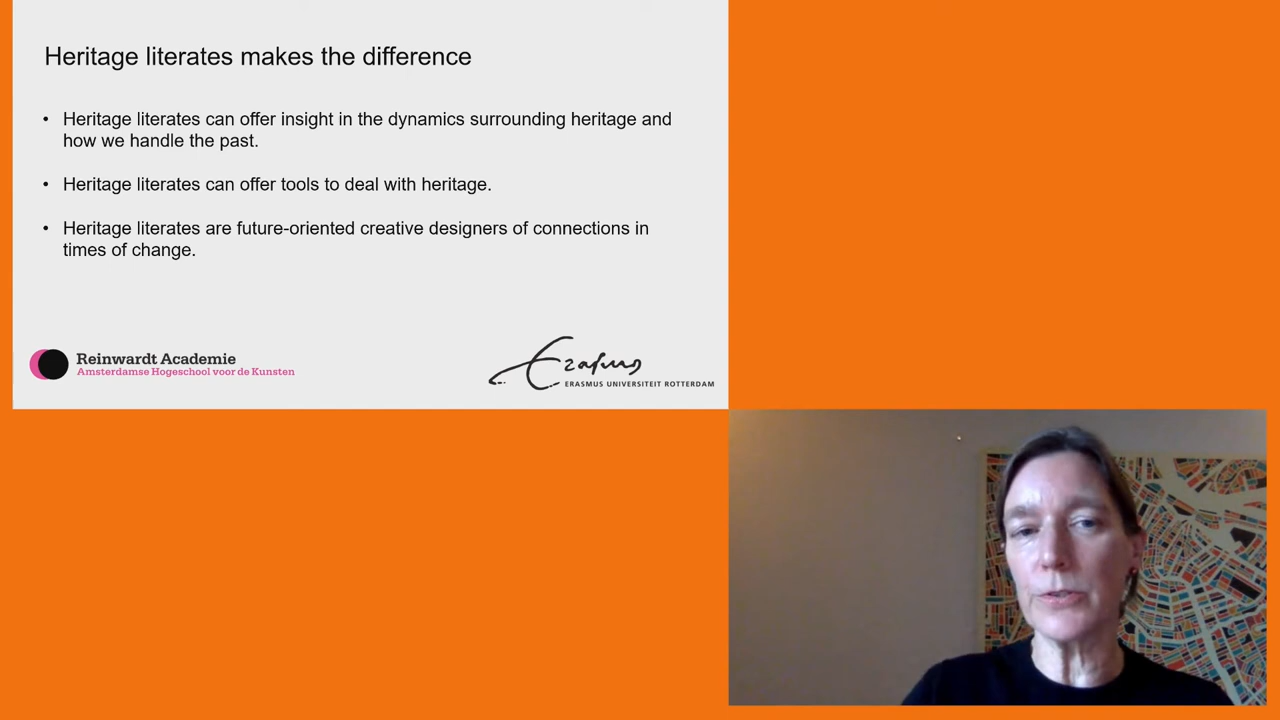 Heritage literates makes the difference
• Heritage literates can offer insight in the dynamics surrounding heritage and
how we handle the past.
• Heritage literates can offer tools to deal with heritage.
• Heritage literates are future-oriented creative designers of connections in
times of change.
Reinwardt Academie
Amsterdamse Hogeschool voor de Kunsten
Erasmus
ERASMUS UNIVERSITEIT ROTTERDAM